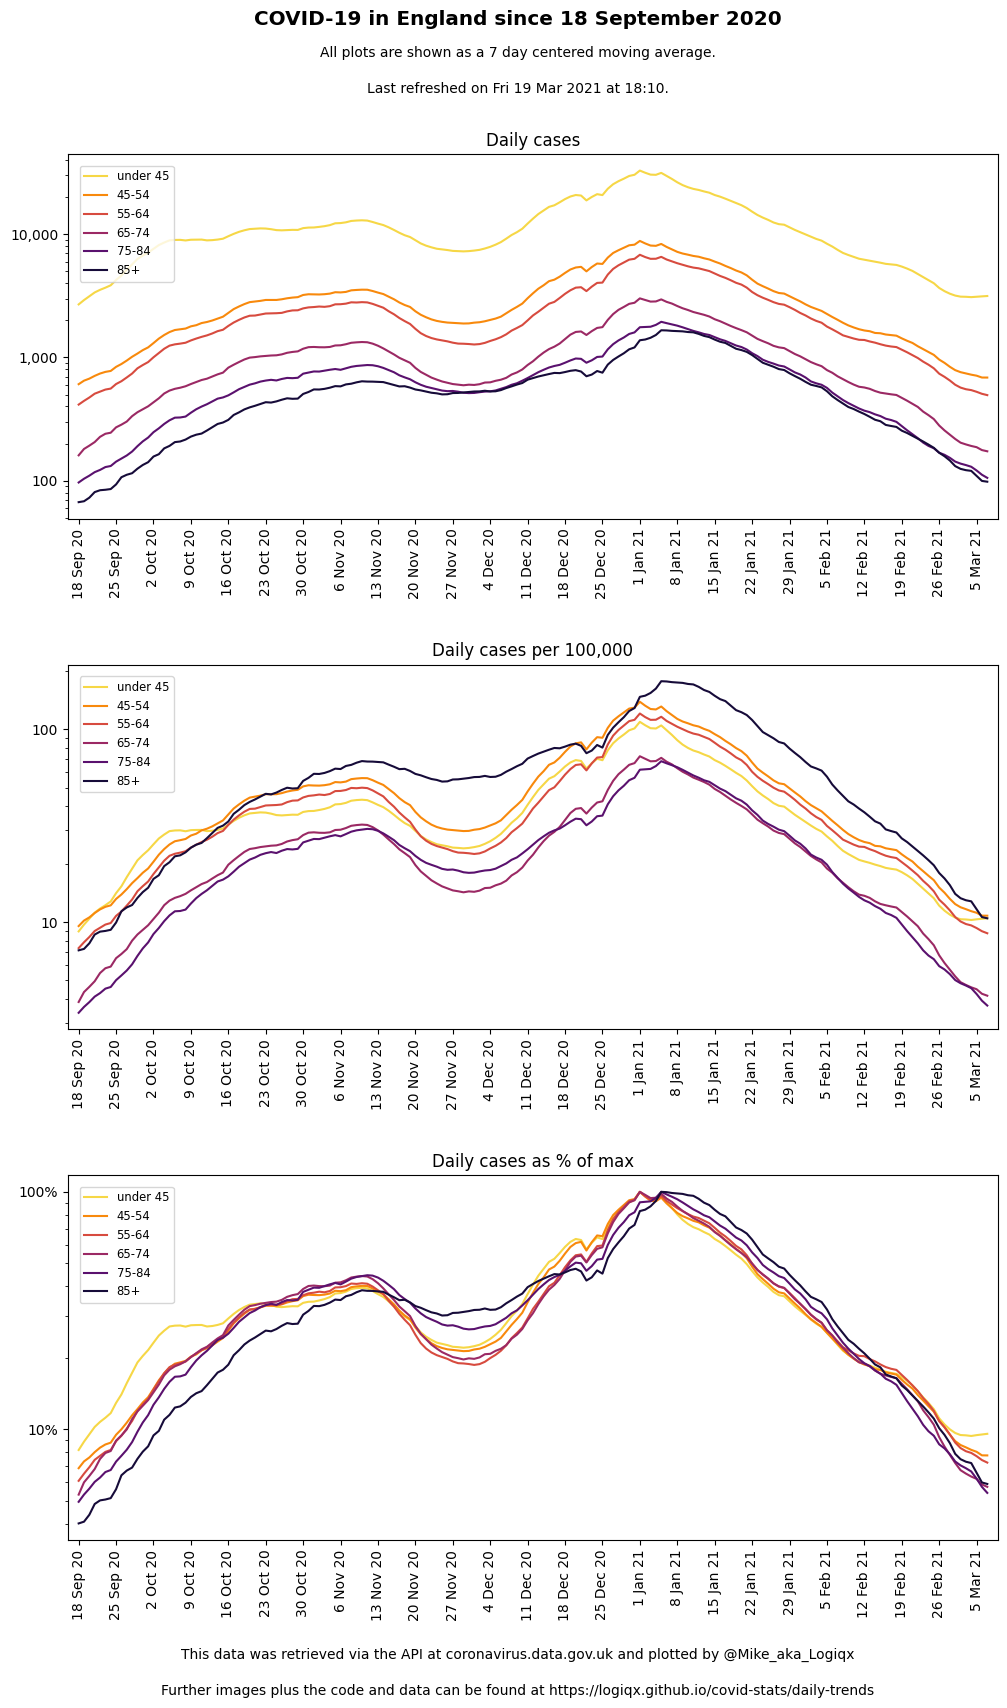 COVID-19 in England since 18 September 2020
All plots are shown as a 7 day centered moving average.
Last refreshed on Fri 19 Mar 2021 at 18:10.
Daily cases
under 45
45-54
55-64
65-74
75-84
85+
10,000
1,000
100
18 Sep 20
25 Sep 20
2 Oct 20
9 Oct 20
16 Oct 20
23 Oct 20
30 Oct 20
6 Nov 20
13 Nov 20
20 Nov 20
27 Nov 20
4 Dec 20
11 Dec 20
18 Dec 20
25 Dec 20
1 Jan 21
8 Jan 21
15 Jan 21
22 Jan 21
29 Jan 21
5 Feb 21
12 Feb 21
19 Feb 21
26 Feb 21
5 Mar 21
Daily cases per 100,000
under 45
45-54
55-64
65-74
75-84
85+
100
10
18 Sep 20
25 Sep 20
2 Oct 20
9 Oct 20
16 Oct 20
23 Oct 20
30 Oct 20
6 Nov 20
13 Nov 20
20 Nov 20
27 Nov 20
4 Dec 20
11 Dec 20
18 Dec 20
25 Dec 20
1 Jan 21
8 Jan 21
15 Jan 21
22 Jan 21
29 Jan 21
5 Feb 21
12 Feb 21
19 Feb 21
26 Feb 21
5 Mar 21
Daily cases as % of max
under 45
45-54
55-64
65-74
75-84
85+
100%
10%
18 Sep 20
25 Sep 20
2 Oct 20
9 Oct 20
16 Oct 20
23 Oct 20
30 Oct 20
6 Nov 20
13 Nov 20
20 Nov 20
27 Nov 20
4 Dec 20
11 Dec 20
18 Dec 20
25 Dec 20
1 Jan 21
8 Jan 21
15 Jan 21
22 Jan 21
29 Jan 21
5 Feb 21
12 Feb 21
19 Feb 21
26 Feb 21
5 Mar 21
This data was retrieved via the API at coronavirus.data.gov.uk and plotted by @Mike_aka_Logiqx
Further images plus the code and data can be found at https://logiqx.github.io/covid-stats/daily-trends